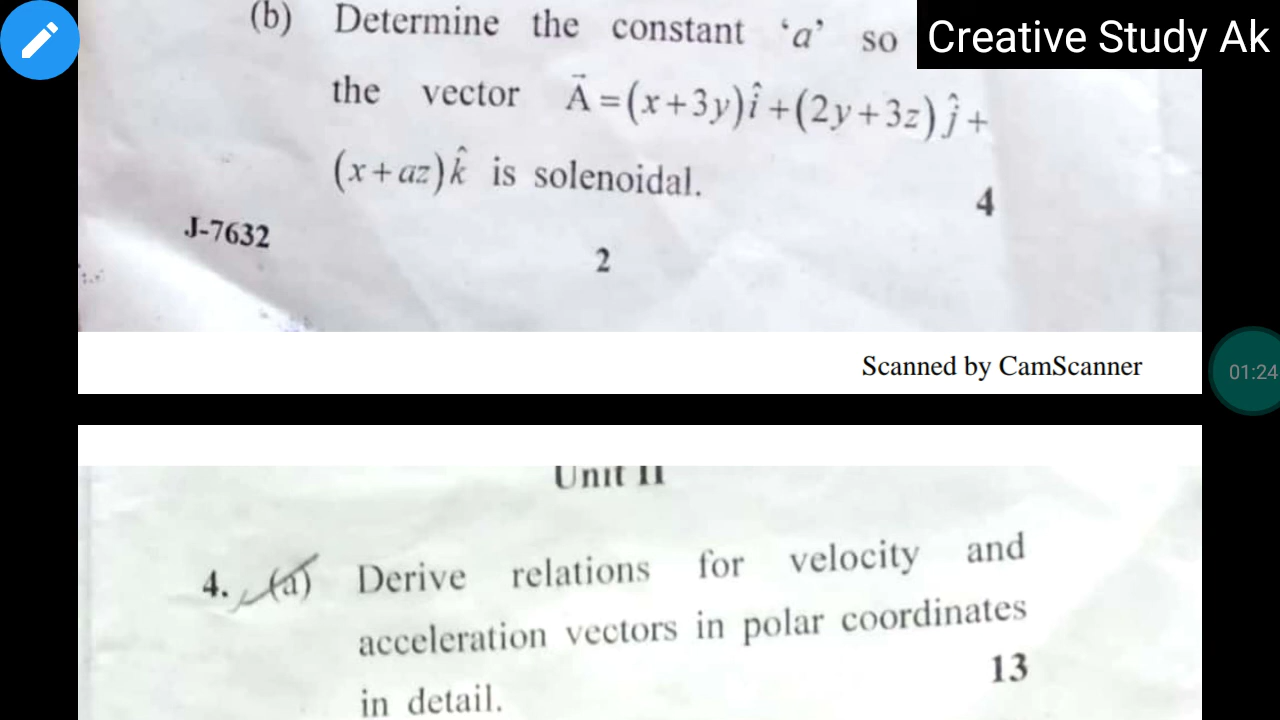 (b) Determine the constant ‘a’ so
Creative Study Ak
the vector A⃗ = (x+3y)î + (2y+3z)ĵ +
(x+az)k̂ is solenoidal.
4
J-7632
2
Scanned by CamScanner
01:24
Unit II
4. (a) Derive relations for velocity and
acceleration vectors in polar coordinates
in detail.
13